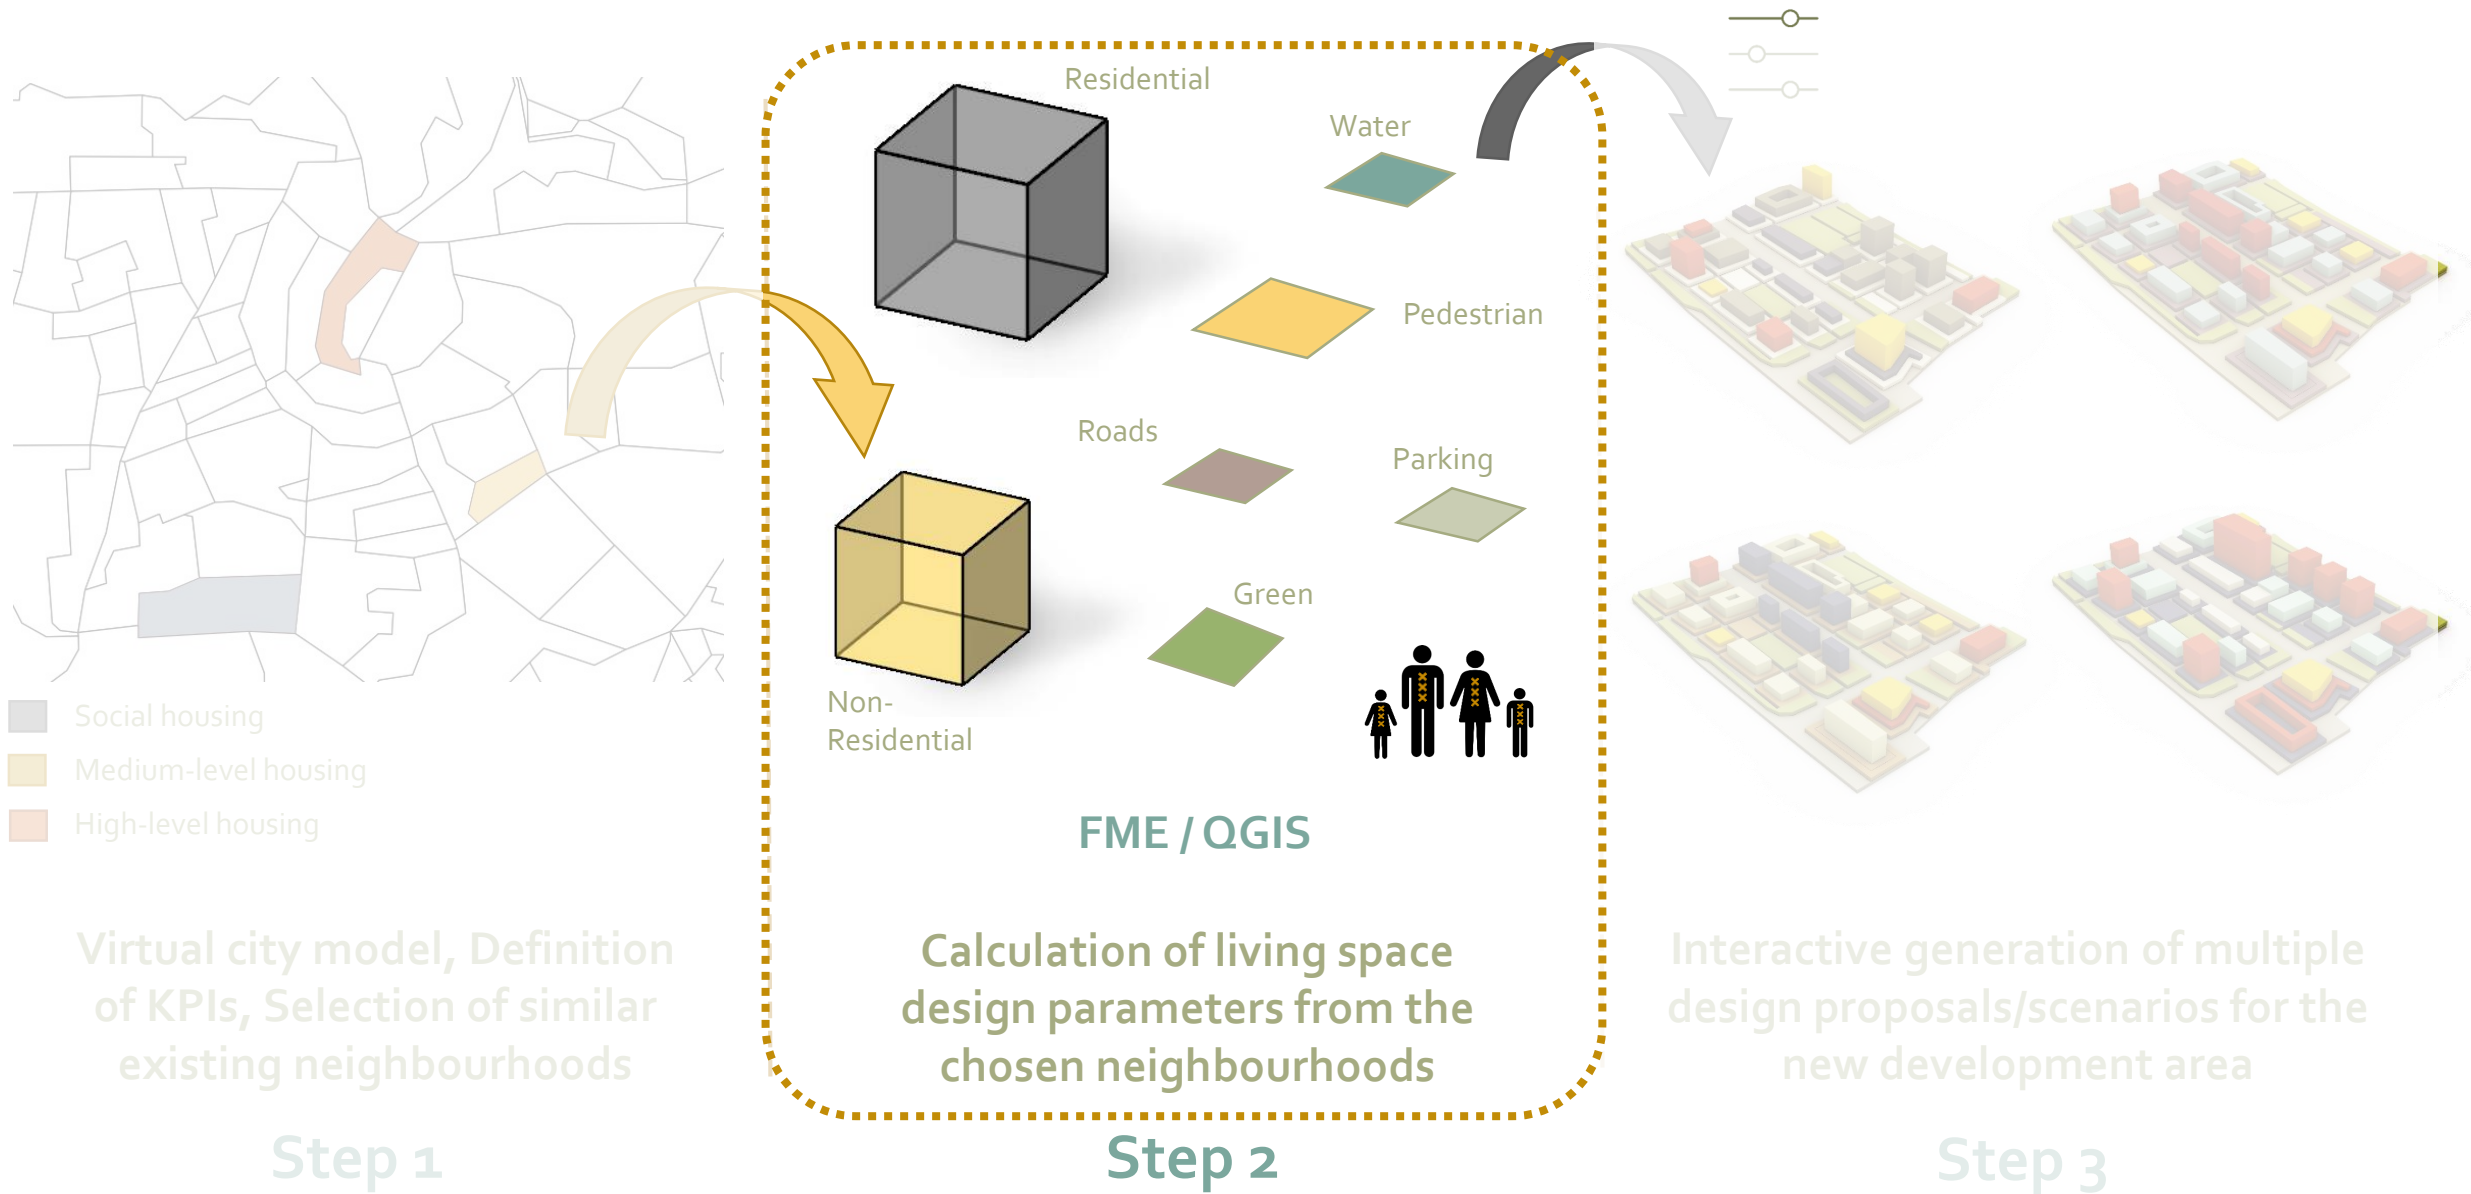 Social housing
Medium-level housing
High-level housing
Virtual city model, Definition
of KPIs, Selection of similar
existing neighbourhoods
Step 1
Residential
Water
Pedestrian
Roads
Parking
Green
Non-
Residential
FME / QGIS
Calculation of living space
design parameters from the
chosen neighbourhoods
Step 2
Interactive generation of multiple
design proposals/scenarios for the
new development area
Step 3